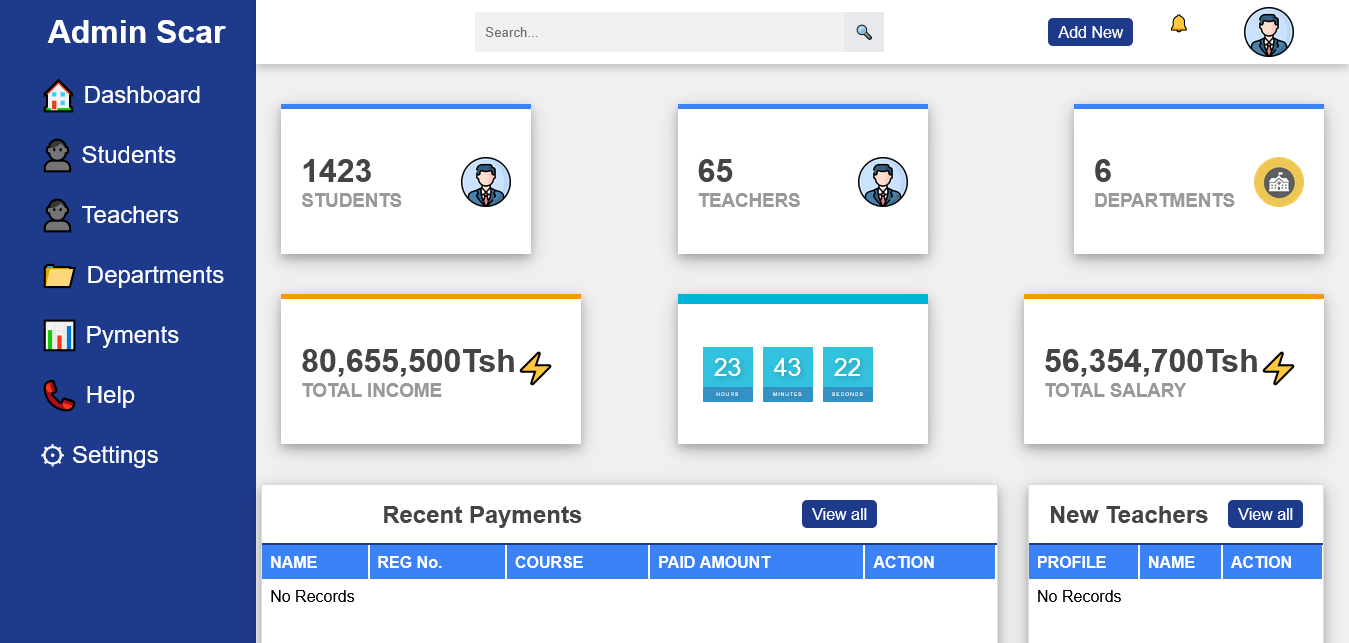 Admin Scar
Search...
Add New
Dashboard
Students
Teachers
Departments
Pyments
Help
Settings
1423
STUDENTS
65
TEACHERS
6
DEPARTMENTS
80,655,500Tsh
TOTAL INCOME
23 43 22
HOURS MINUTES SECONDS
56,354,700Tsh
TOTAL SALARY
Recent Payments View all
NAME REG No. COURSE PAID AMOUNT ACTION
No Records
New Teachers View all
PROFILE NAME ACTION
No Records